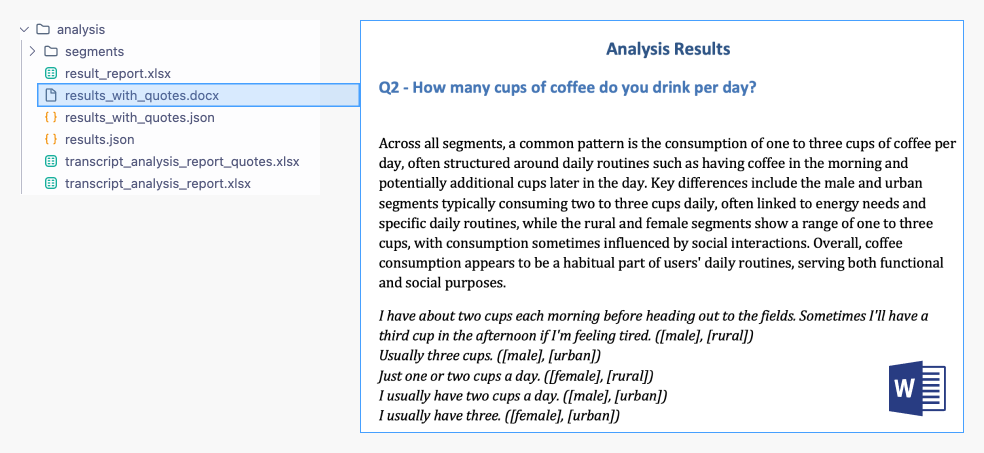 analysis
segments
result_report.xlsx
results_with_quotes.docx
results_with_quotes.json
results.json
transcript_analysis_report_quotes.xlsx
transcript_analysis_report.xlsx
Analysis Results
Q2 - How many cups of coffee do you drink per day?
Across all segments, a common pattern is the consumption of one to three cups of coffee per
day, often structured around daily routines such as having coffee in the morning and
potentially additional cups later in the day. Key differences include the male and urban
segments typically consuming two to three cups daily, often linked to energy needs and
specific daily routines, while the rural and female segments show a range of one to three
cups, with consumption sometimes influenced by social interactions. Overall, coffee
consumption appears to be a habitual part of users' daily routines, serving both functional
and social purposes.
I have about two cups each morning before heading out to the fields. Sometimes I'll have a
third cup in the afternoon if I'm feeling tired. ([male], [rural])
Usually three cups. ([male], [urban])
Just one or two cups a day. ([female], [rural])
I usually have two cups a day. ([male], [urban])
I usually have three. ([female], [urban])
W